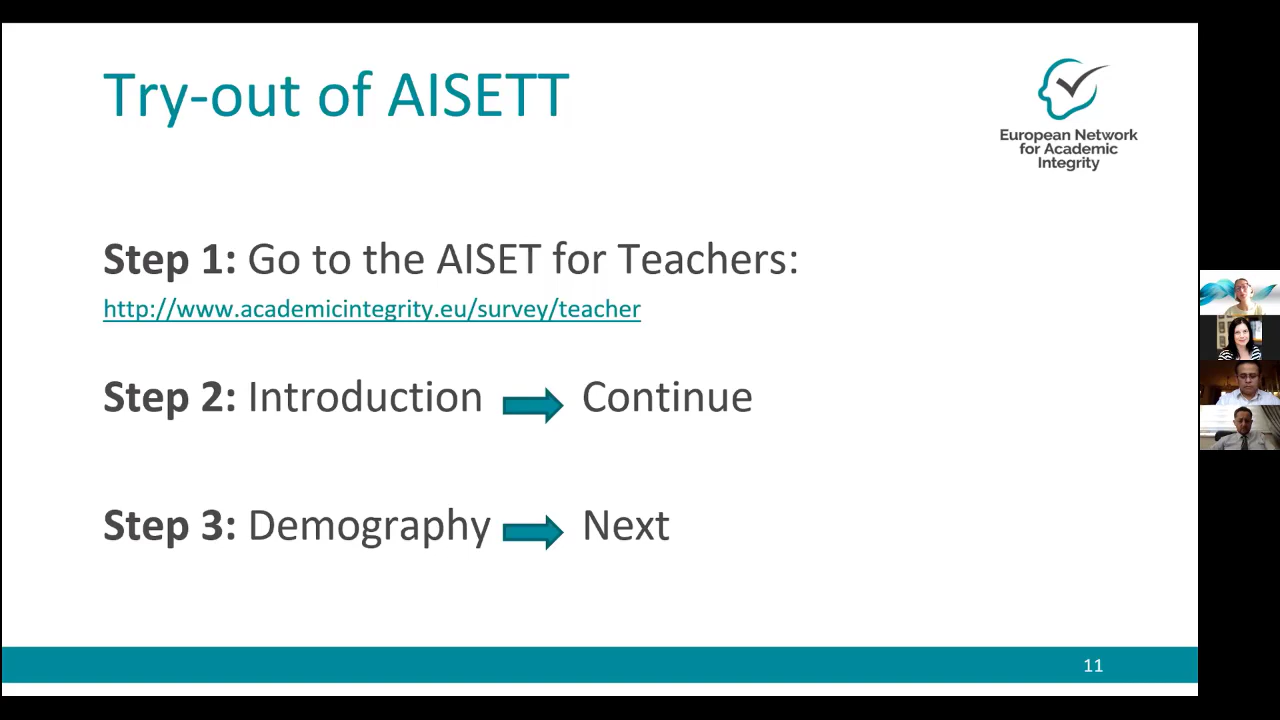 Try-out of AISETT
European Network
for Academic
Integrity
Step 1: Go to the AISET for Teachers:
http://www.academicintegrity.eu/survey/teacher
Step 2: Introduction Continue
Step 3: Demography Next
11